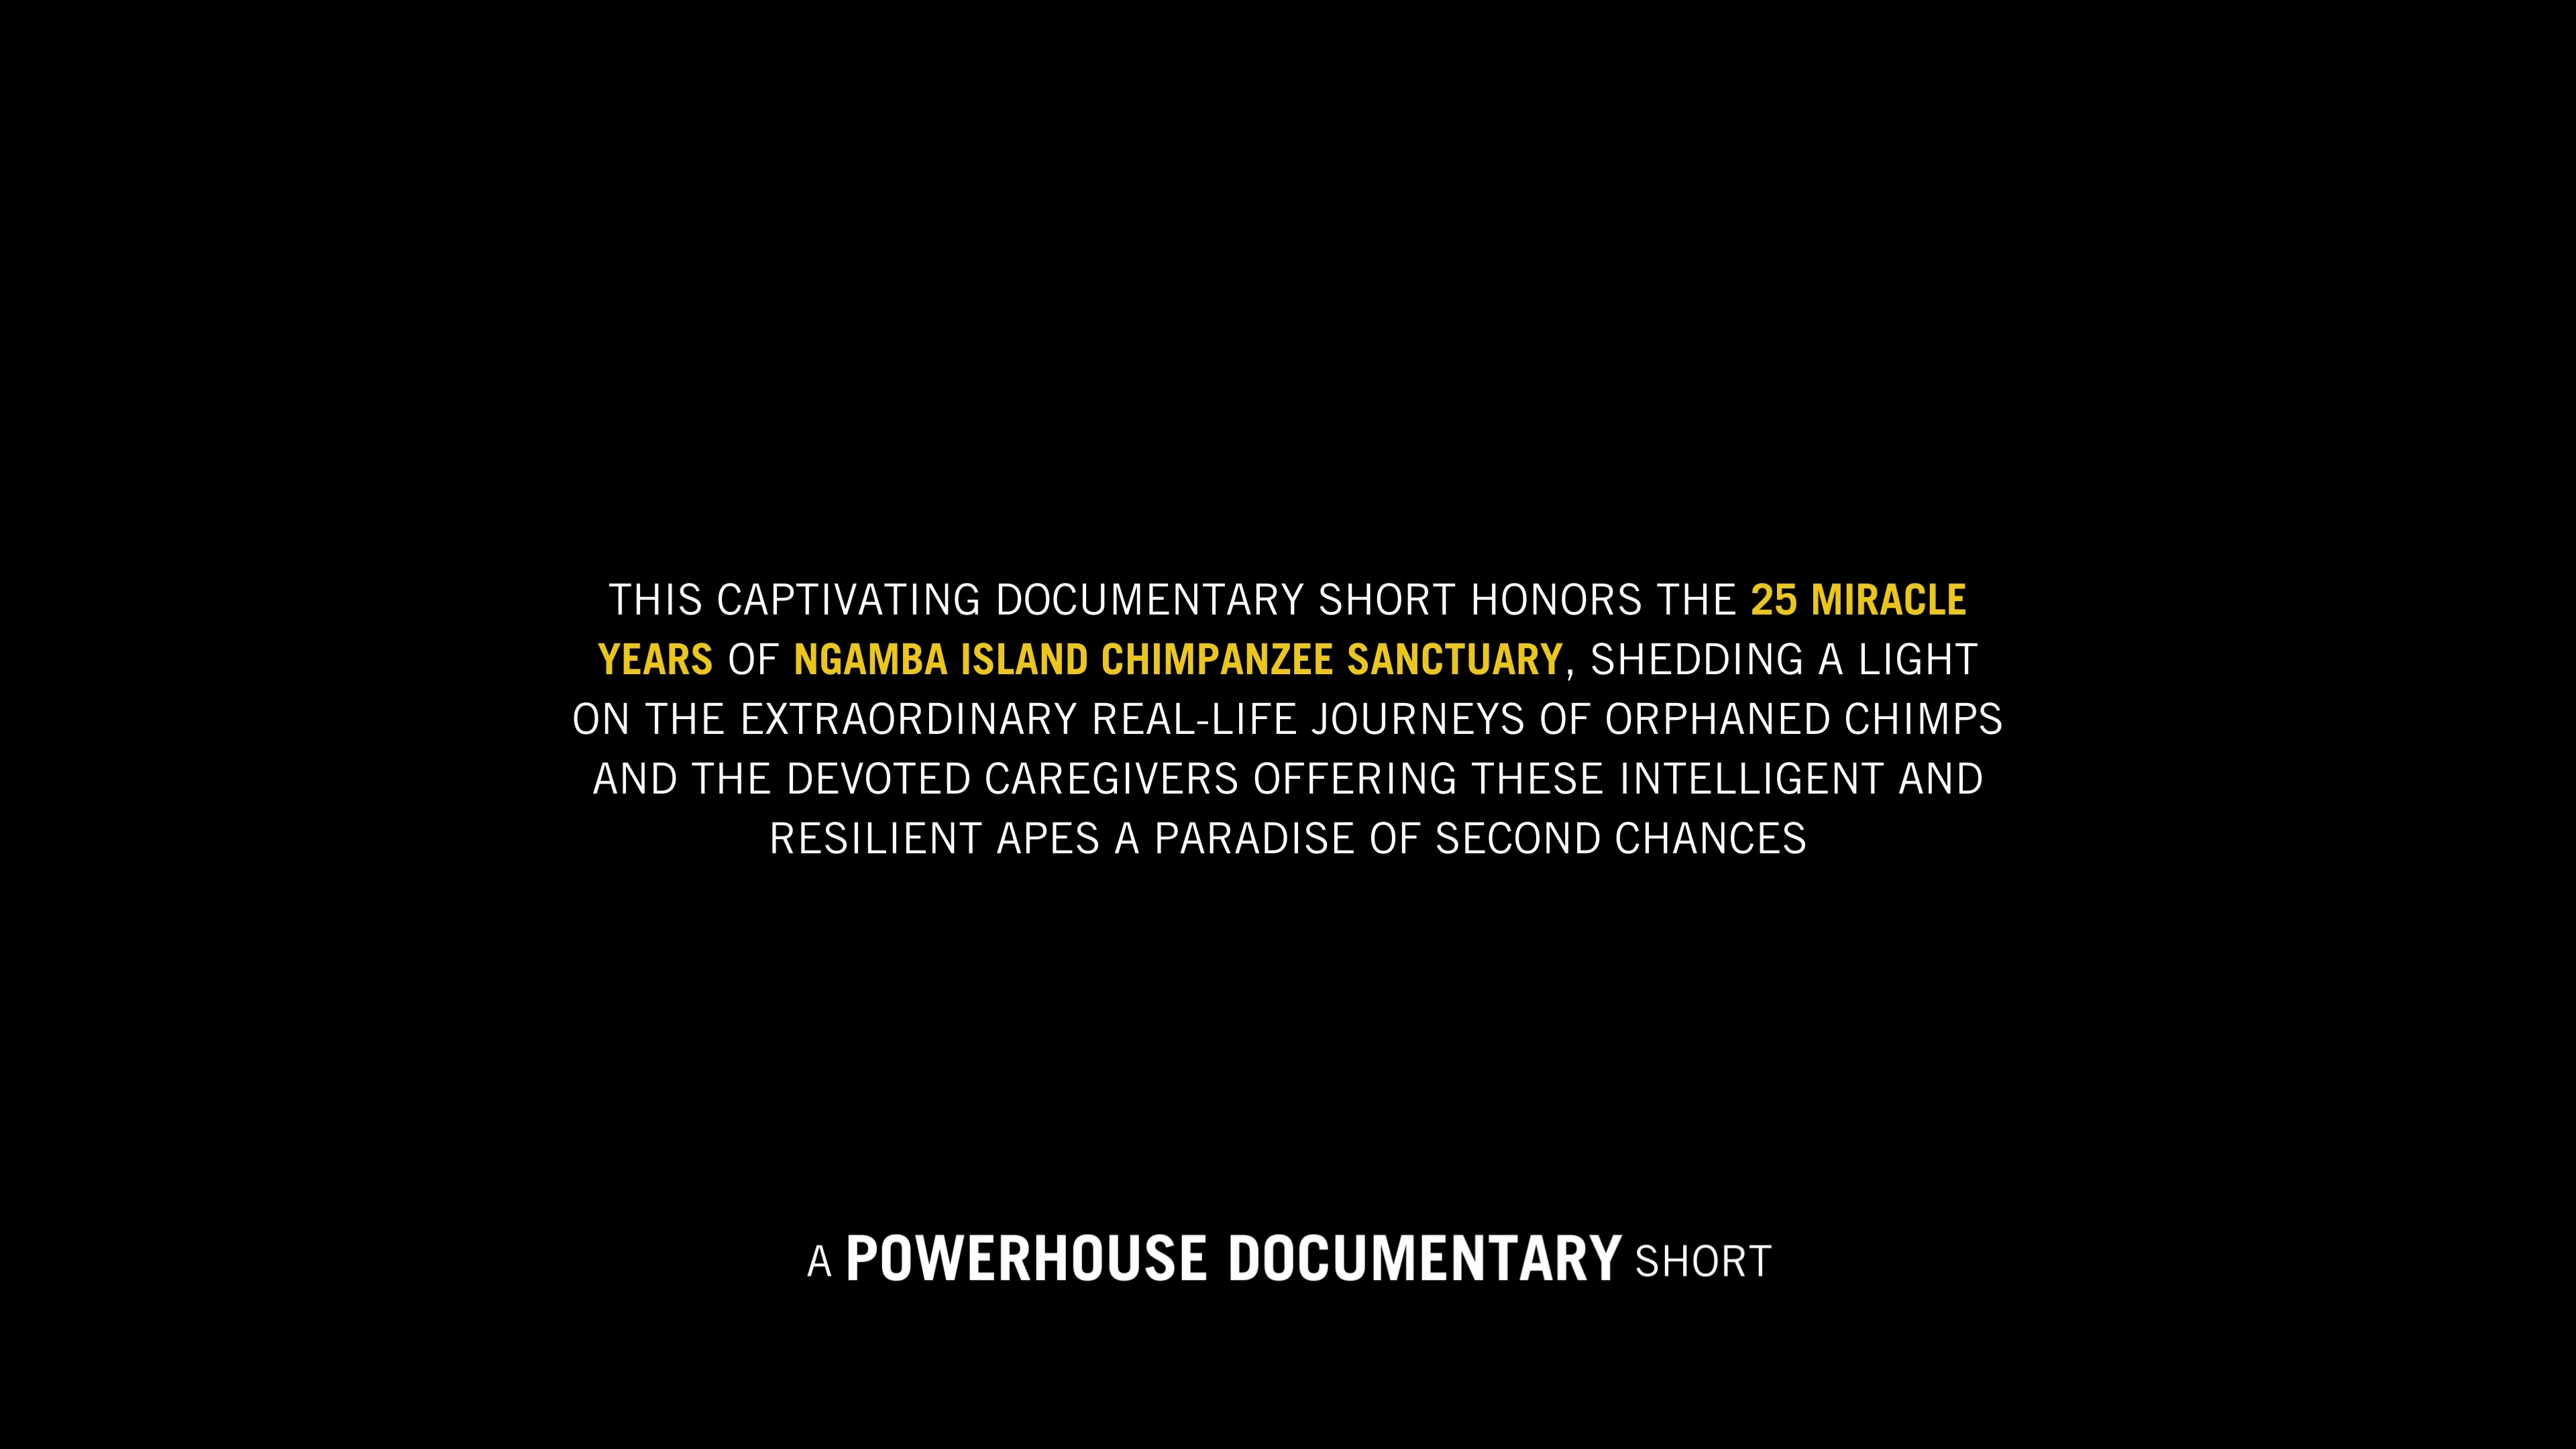 THIS CAPTIVATING DOCUMENTARY SHORT HONORS THE 25 MIRACLE
YEARS OF NGAMBA ISLAND CHIMPANZEE SANCTUARY, SHEDDING A LIGHT
ON THE EXTRAORDINARY REAL-LIFE JOURNEYS OF ORPHANED CHIMPS
AND THE DEVOTED CAREGIVERS OFFERING THESE INTELLIGENT AND
RESILIENT APES A PARADISE OF SECOND CHANCES
A POWERHOUSE DOCUMENTARY SHORT